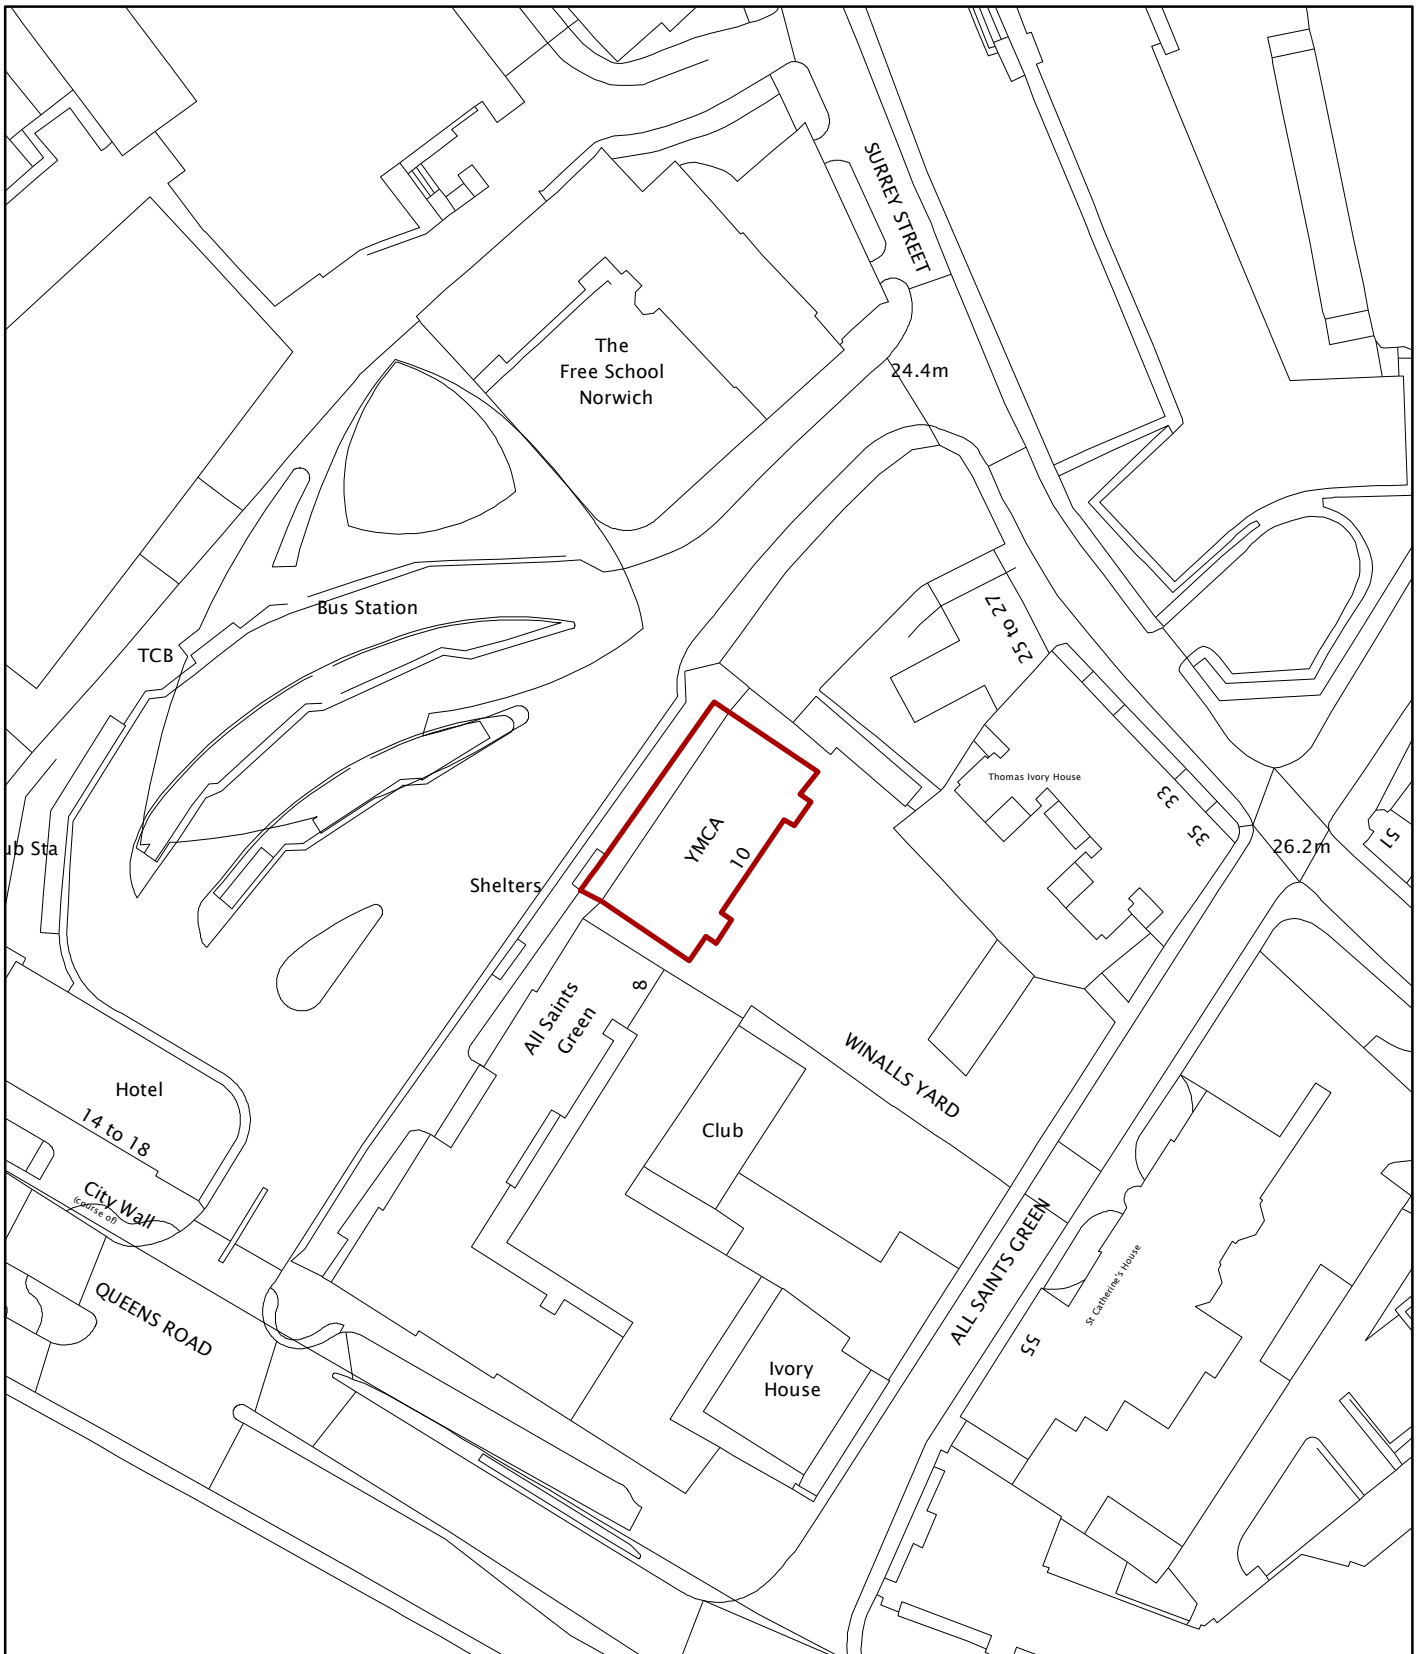 SURREY STREET
The
Free School
Norwich
24.4m
Bus Station
25 to 27
TCB
Thomas Ivory House
33
35
51
26.2m
YMCA
10
ub Sta
Shelters
8
All Saints
Green
WINALLS YARD
Hotel
14 to 18
Club
City Wall
(course of)
ALL SAINTS GREEN
St Catherine's House
QUEENS ROAD
55
Ivory
House